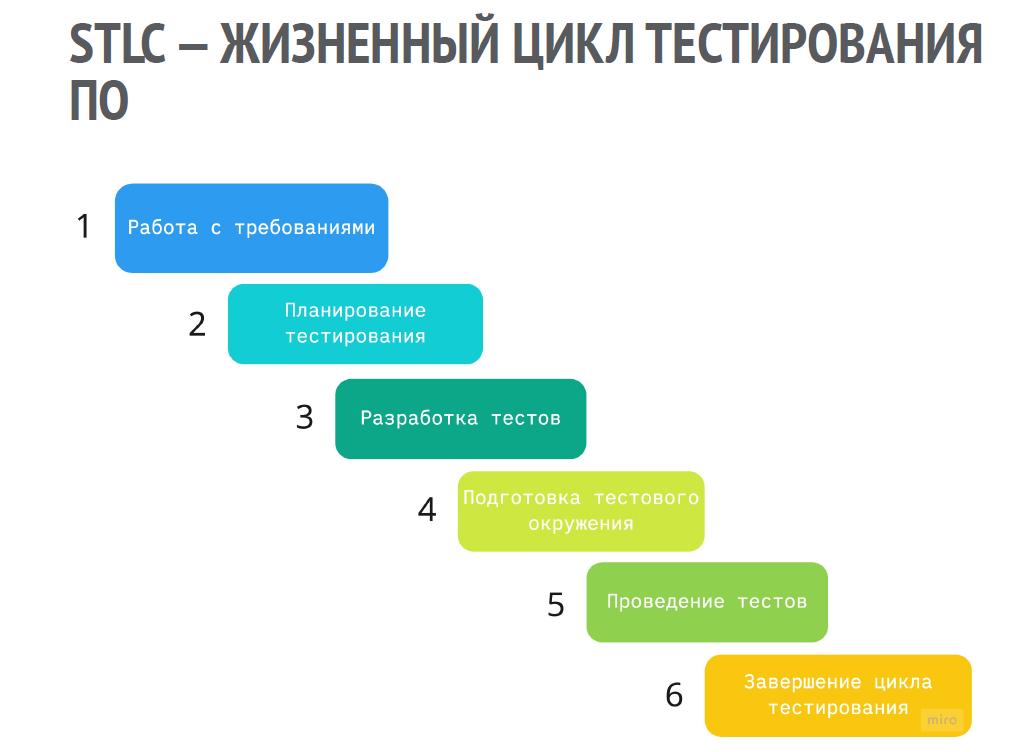 STLC — ЖИЗНЕННЫЙ ЦИКЛ ТЕСТИРОВАНИЯ
ПО
1
Работа с требованиями
2
Планирование
тестирования
3
Разработка тестов
4
Подготовка тестового
окружения
5
Проведение тестов
6
Завершение цикла
тестирования
miro